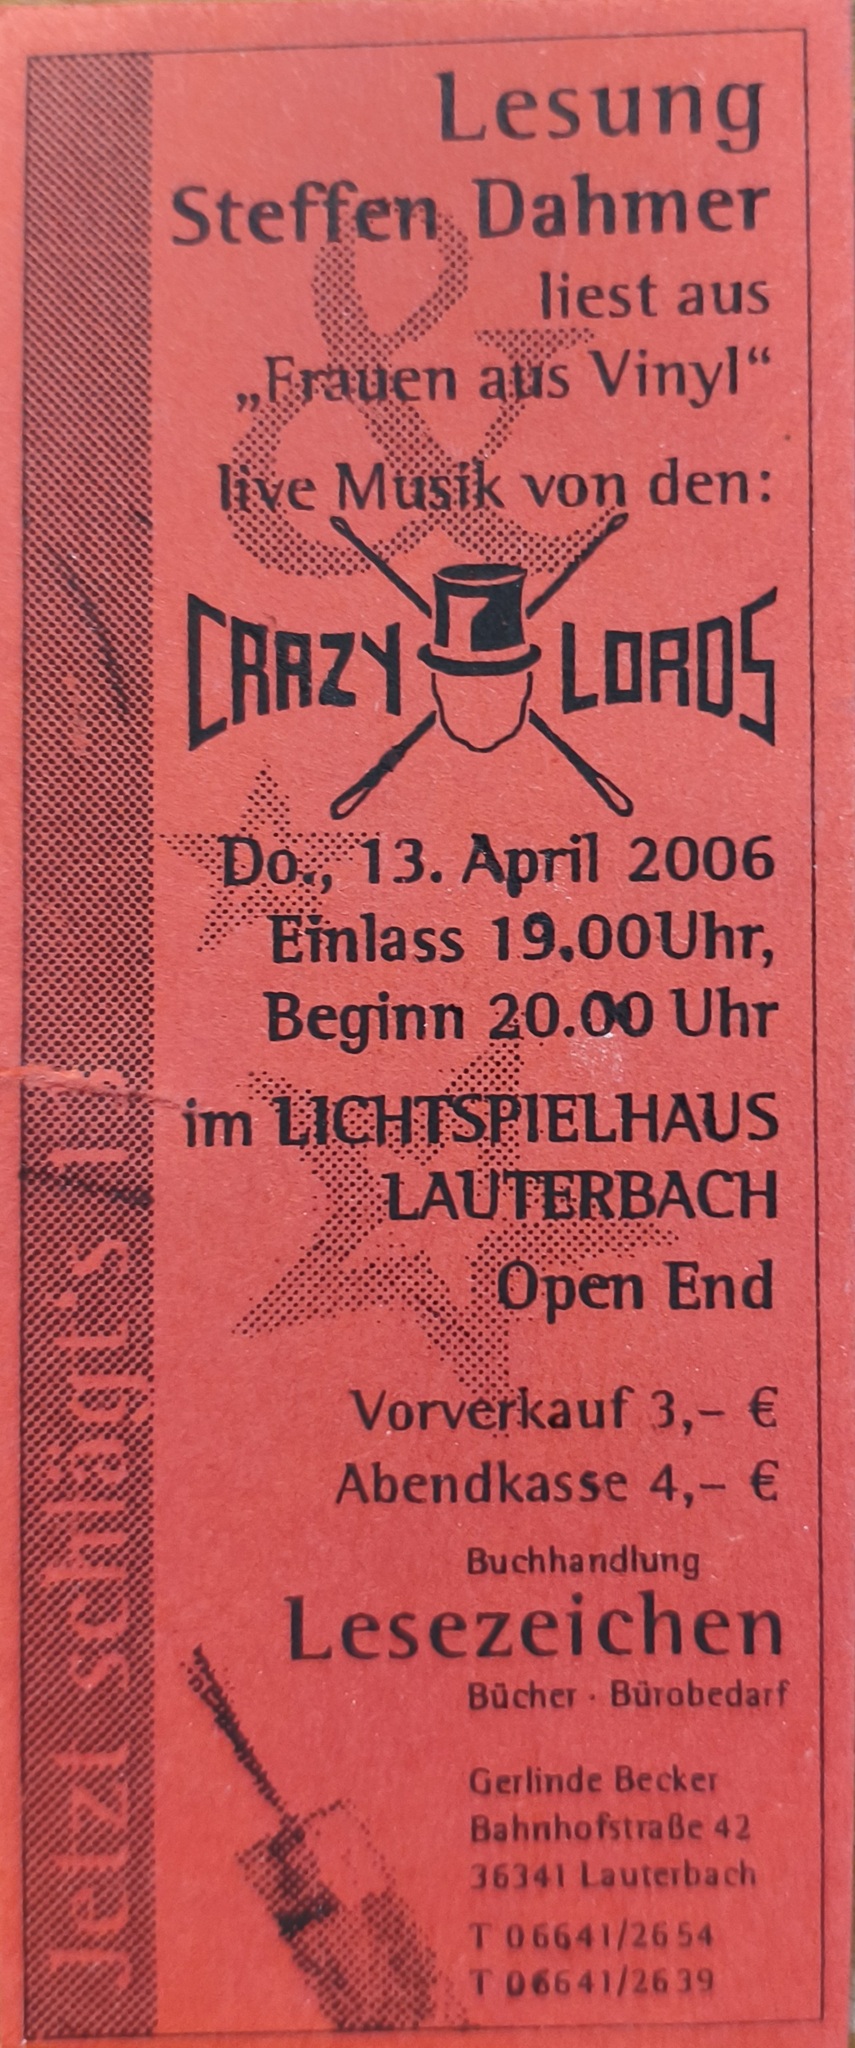 Lesung
Steffen Dahmer
liest aus
„Frauen aus Vinyl“
&
live Musik von den:
CRAZY LORDS
Do., 13. April 2006
Einlass 19.00Uhr,
Beginn 20.00 Uhr
im LICHTSPIELHAUS
LAUTERBACH
Open End
Vorverkauf 3,– €
Abendkasse 4,– €
Buchhandlung
Lesezeichen
Bücher · Bürobedarf
Gerlinde Becker
Bahnhofstraße 42
36341 Lauterbach
T 06641/2654
T 06641/2639
Jetzt schlägt's 13